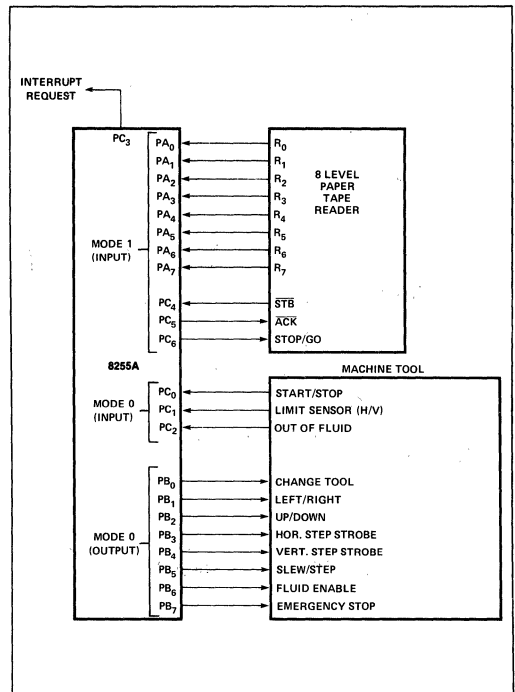 INTERRUPT
REQUEST
PC3
PA0 R0
PA1 R1
PA2 R2
PA3 R3
PA4 R4
PA5 R5
PA6 R6
PA7 R7
8 LEVEL
PAPER
TAPE
READER
MODE 1
(INPUT)
PC4 STB
PC5 ACK
PC6 STOP/GO
8255A
MACHINE TOOL
MODE 0
(INPUT)
PC0 START/STOP
PC1 LIMIT SENSOR (H/V)
PC2 OUT OF FLUID
MODE 0
(OUTPUT)
PB0 CHANGE TOOL
PB1 LEFT/RIGHT
PB2 UP/DOWN
PB3 HOR. STEP STROBE
PB4 VERT. STEP STROBE
PB5 SLEW/STEP
PB6 FLUID ENABLE
PB7 EMERGENCY STOP